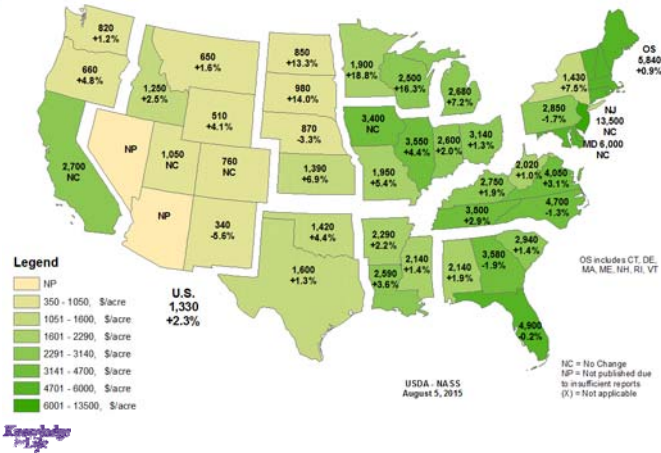 820
+1.2%
660
+4.8%
2,700
NC
1,250
+2.5%
NP
650
+1.6%
510
+4.1%
1,050
NC
760
NC
NP
340
-5.6%
850
+13.3%
980
+14.0%
870
-3.3%
1,390
+6.9%
1,420
+4.4%
1,600
+1.3%
1,900
+18.8%
3,400
NC
1,950
+5.4%
2,290
+2.2%
2,590
+3.6%
2,500
+16.3%
3,550
+4.4%
2,680
+7.2%
2,600
+2.0%
3,140
+1.3%
2,750
+1.9%
3,500
+2.9%
2,140
+1.4%
2,140
+1.9%
3,580
-1.9%
4,900
-0.2%
2,940
+1.4%
4,700
-1.3%
4,050
+3.1%
2,020
+1.0%
2,850
-1.7%
1,430
+7.5%
OS
5,840
+0.9%
NJ
13,500
NC
MD 6,000
NC
OS includes CT, DE,
MA, ME, NH, RI, VT
Legend
NP
350 - 1050, $/acre
1051 - 1600, $/acre
1601 - 2290, $/acre
2291 - 3140, $/acre
3141 - 4700, $/acre
4701 - 6000, $/acre
6001 - 13500, $/acre
U.S.
1,330
+2.3%
USDA - NASS
August 5, 2015
NC = No Change
NP = Not published due
to insufficient reports
(X) = Not applicable
Knowledge
for Life